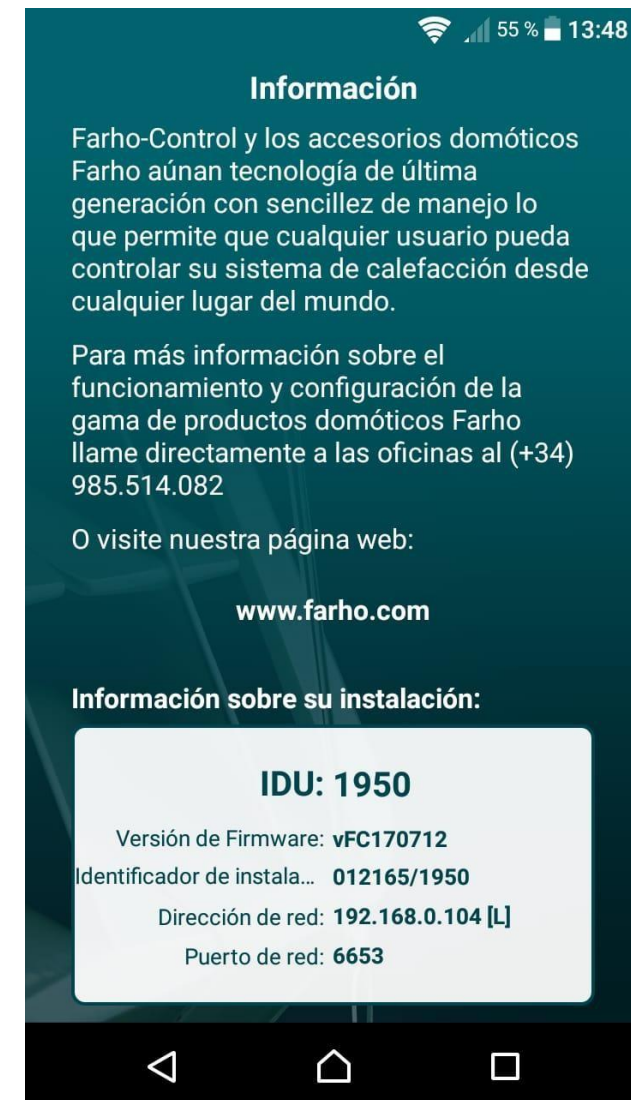 55 % 13:48
Información
Farho-Control y los accesorios domóticos
Farho aúnan tecnología de última
generación con sencillez de manejo lo
que permite que cualquier usuario pueda
controlar su sistema de calefacción desde
cualquier lugar del mundo.
Para más información sobre el
funcionamiento y configuración de la
gama de productos domóticos Farho
llame directamente a las oficinas al (+34)
985.514.082
O visite nuestra página web:
www.farho.com
Información sobre su instalación:
IDU: 1950
Versión de Firmware: vFC170712
Identificador de instala... 012165/1950
Dirección de red: 192.168.0.104 [L]
Puerto de red: 6653